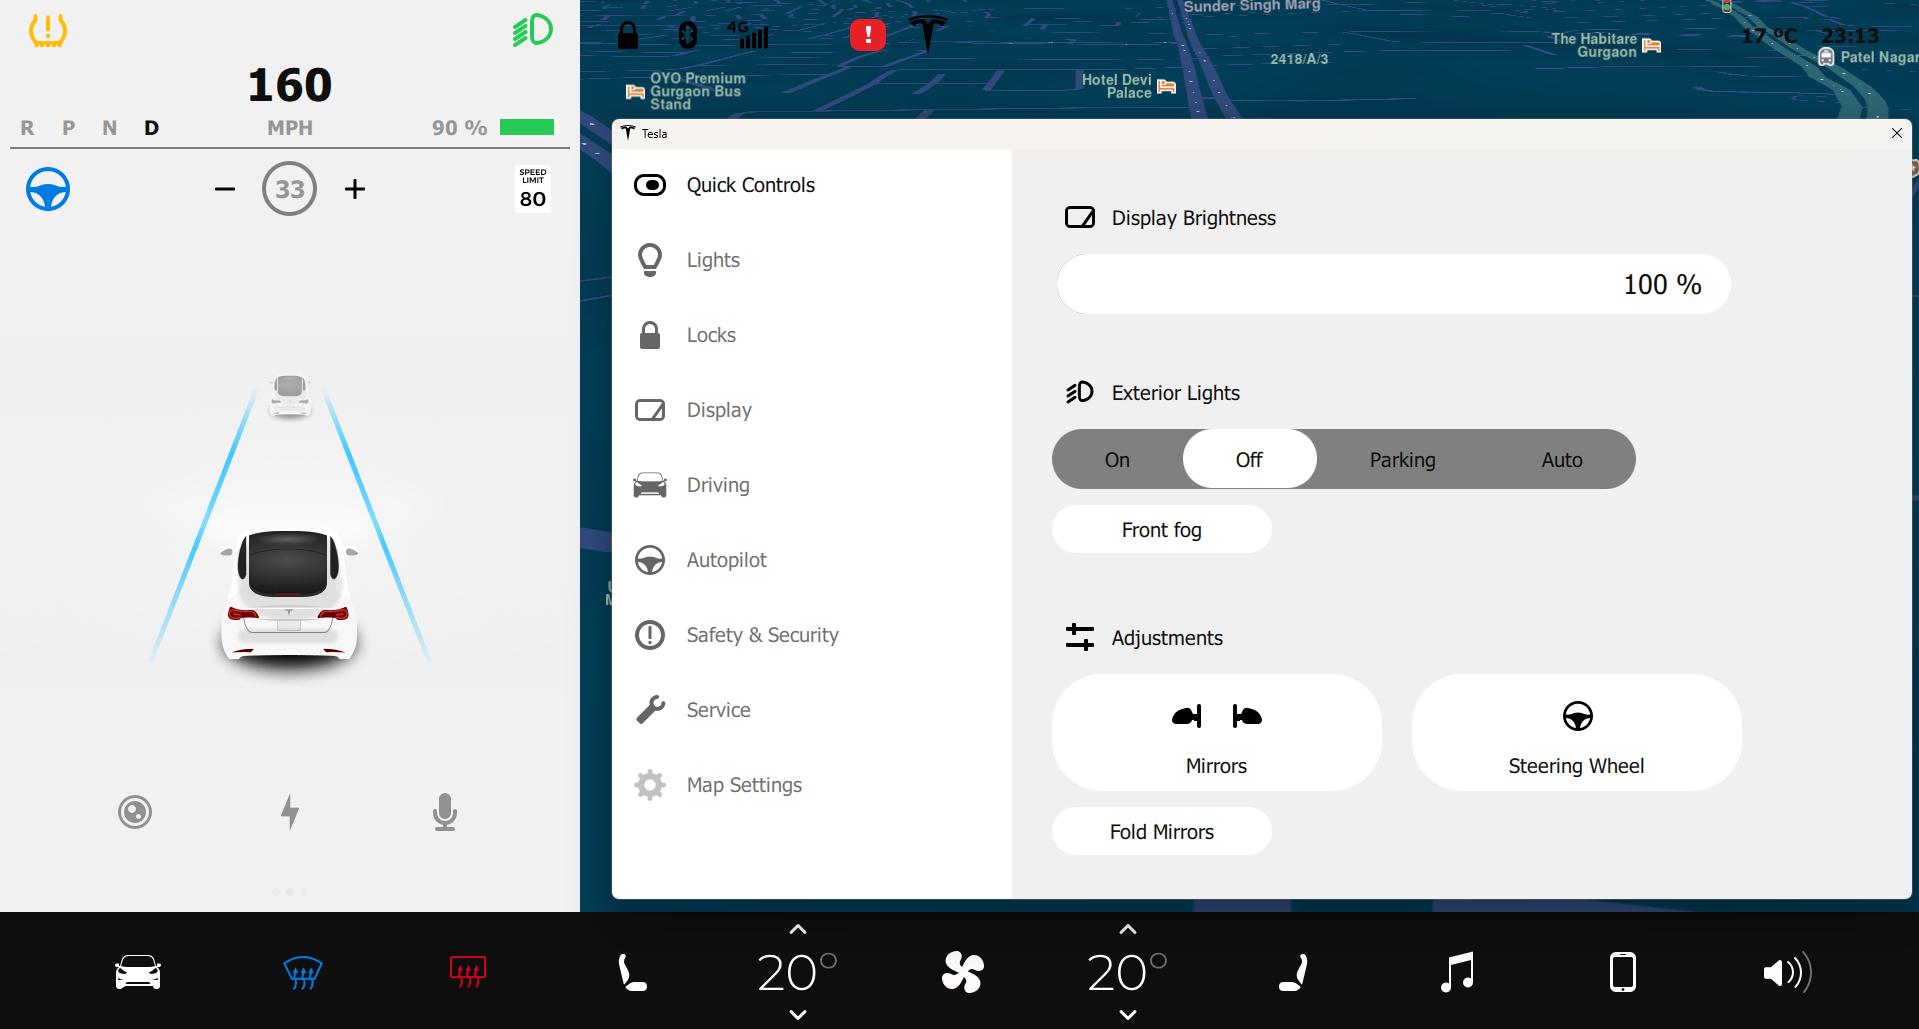 160
R P N D
MPH
90 %
33
SPEED
LIMIT
80
4G
!
17 ºC
23:13
Sunder Singh Marg
2418/A/3
The Habitare
Gurgaon
Patel Nagar
OYO Premium
Gurgaon Bus
Stand
Hotel Devi
Palace
Tesla
Quick Controls
Lights
Locks
Display
Driving
Autopilot
Safety & Security
Service
Map Settings
Display Brightness
100 %
Exterior Lights
On
Off
Parking
Auto
Front fog
Adjustments
Mirrors
Steering Wheel
Fold Mirrors
20°
20°